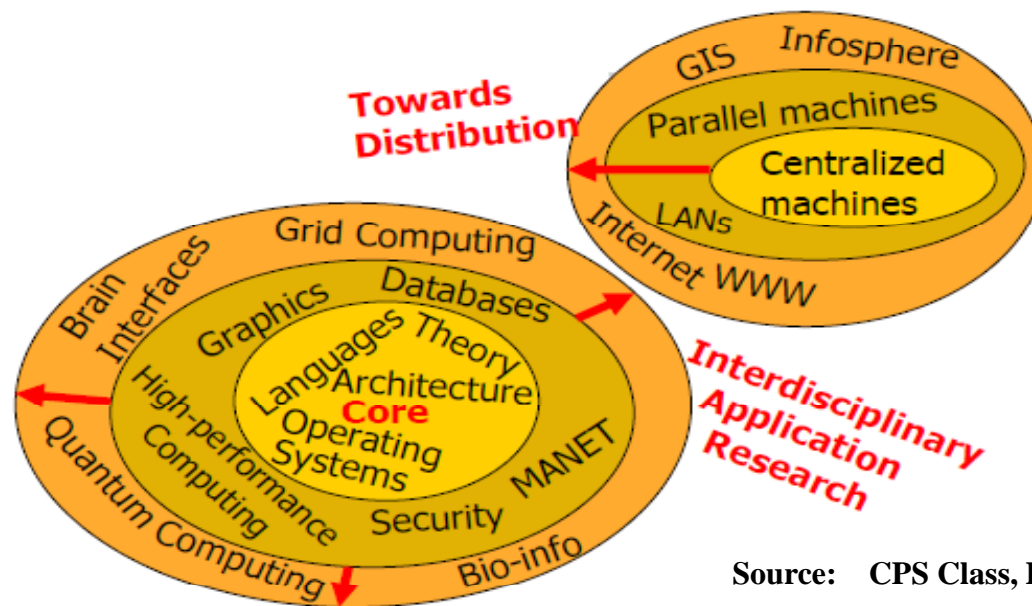 GIS Infosphere
Towards
Distribution
Parallel machines
Centralized
machines
LANs
Internet WWW
Grid Computing
Brain
Interfaces
Databases
Graphics
Languages
Theory
Architecture
Core
Operating
Systems
High-performance
Computing
Quantum Computing
Security
MANET
Bio-info
Interdisciplinary
Application
Research
Source: CPS Class,